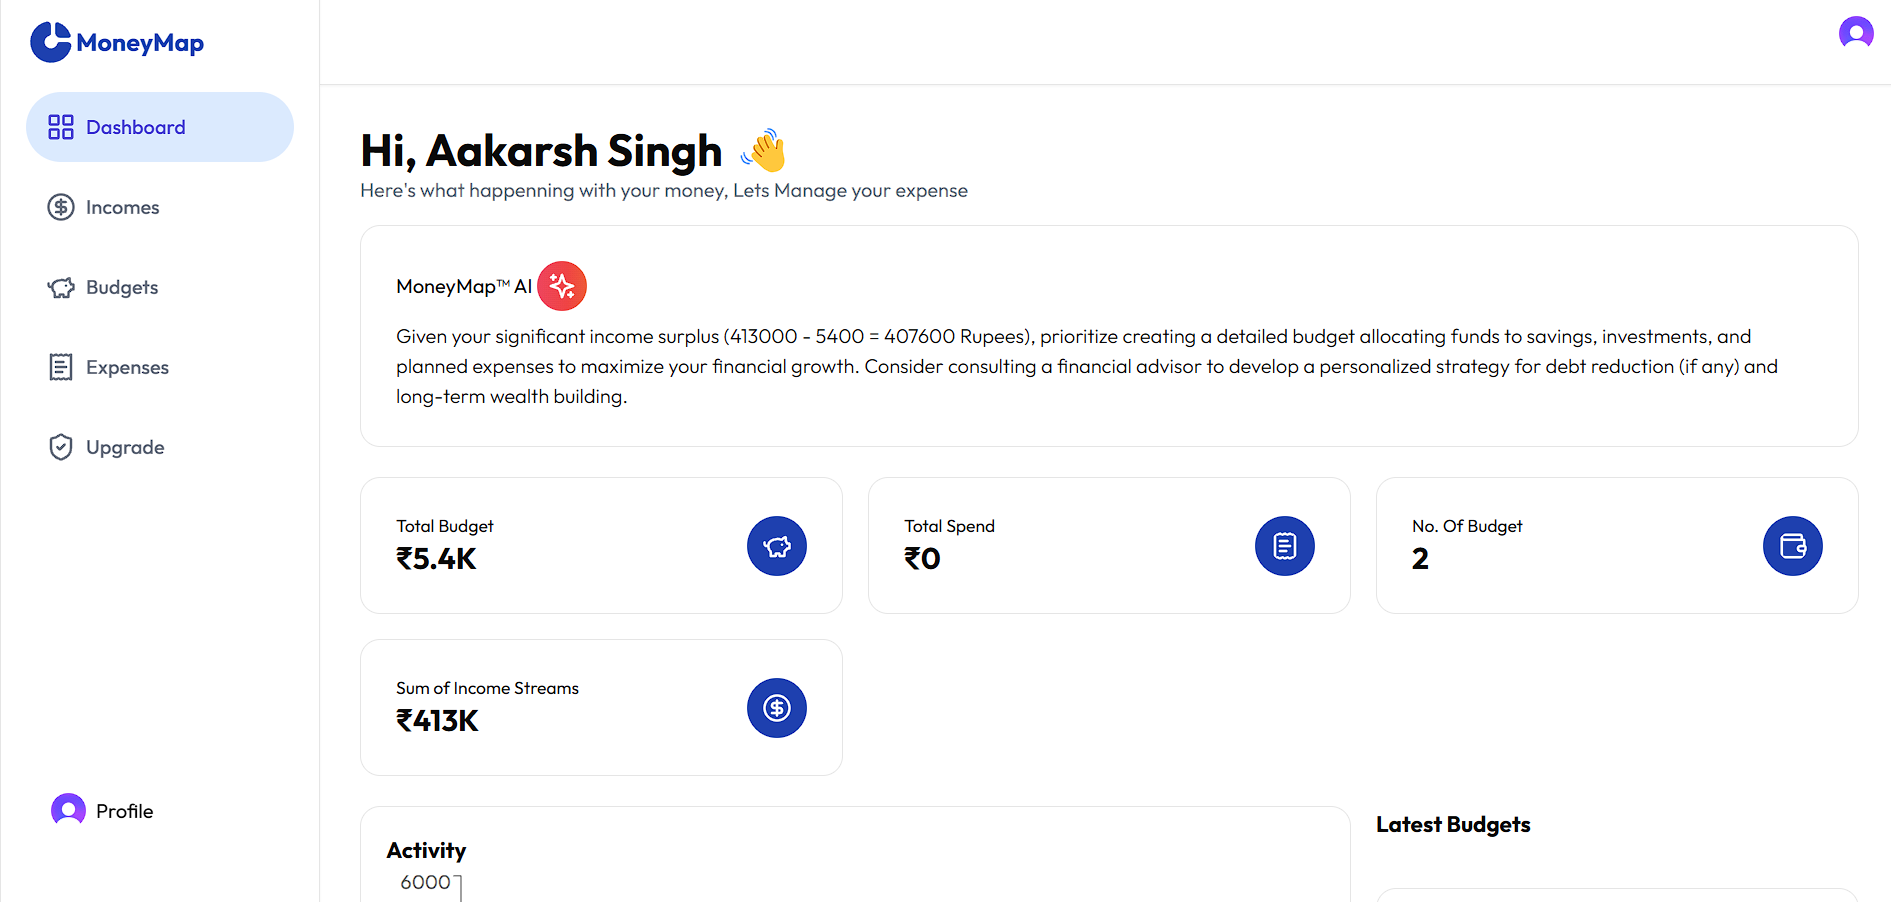 MoneyMap
Dashboard
Incomes
Budgets
Expenses
Upgrade
Profile
Hi, Aakarsh Singh 👋
Here's what happenning with your money, Lets Manage your expense
MoneyMap™ AI
Given your significant income surplus (413000 - 5400 = 407600 Rupees), prioritize creating a detailed budget allocating funds to savings, investments, and
planned expenses to maximize your financial growth. Consider consulting a financial advisor to develop a personalized strategy for debt reduction (if any) and
long-term wealth building.
Total Budget
₹5.4K
Total Spend
₹0
No. Of Budget
2
Sum of Income Streams
₹413K
Activity
6000
Latest Budgets